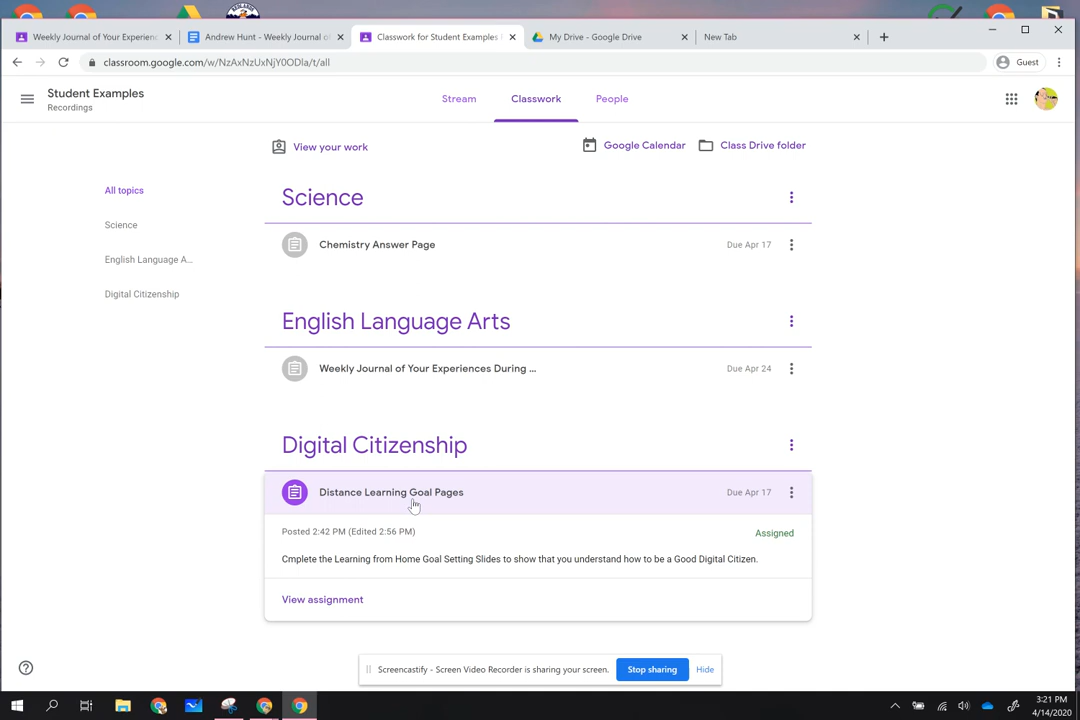 Weekly Journal of Your Experienc
Andrew Hunt - Weekly Journal of
Classwork for Student Examples
My Drive - Google Drive
New Tab
classroom.google.com/w/NzAxNzUxNjY0ODla/t/all
Guest
Student Examples
Recordings
Stream
Classwork
People
View your work
Google Calendar
Class Drive folder
All topics
Science
English Language A...
Digital Citizenship
Science
Chemistry Answer Page
Due Apr 17
English Language Arts
Weekly Journal of Your Experiences During ...
Due Apr 24
Digital Citizenship
Distance Learning Goal Pages
Due Apr 17
Posted 2:42 PM (Edited 2:56 PM)
Assigned
Cmplete the Learning from Home Goal Setting Slides to show that you understand how to be a Good Digital Citizen.
View assignment
Screencastify - Screen Video Recorder is sharing your screen.
Stop sharing
Hide
3:21 PM
4/14/2020